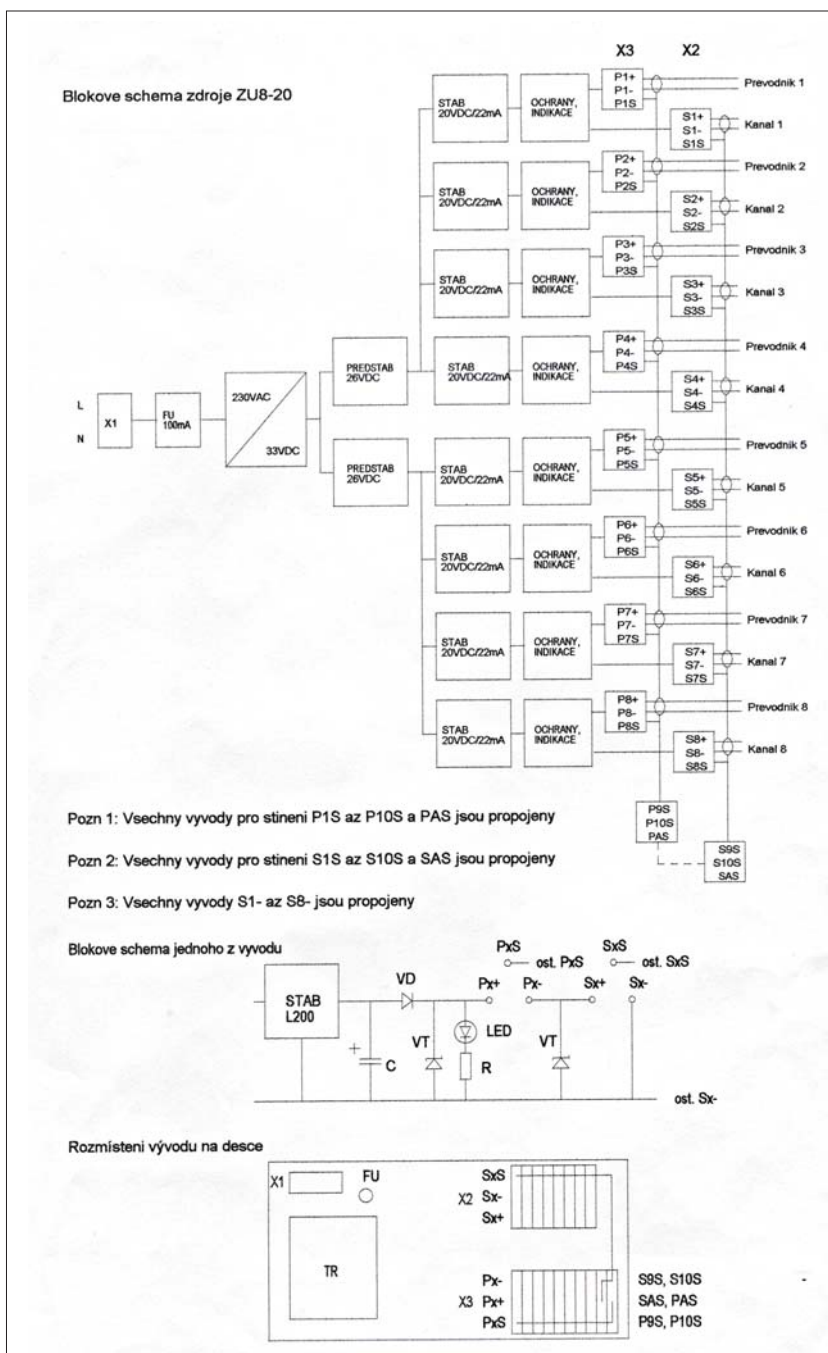 Blokove schema zdroje ZU8-20
X3
X2
STAB
20VDC/22mA
OCHRANY,
INDIKACE
P1+
P1-
P1S
Prevodnik 1
S1+
S1-
S1S
Kanal 1
STAB
20VDC/22mA
OCHRANY,
INDIKACE
P2+
P2-
P2S
Prevodnik 2
S2+
S2-
S2S
Kanal 2
STAB
20VDC/22mA
OCHRANY,
INDIKACE
P3+
P3-
P3S
Prevodnik 3
S3+
S3-
S3S
Kanal 3
L
N
X1
FU
100mA
230VAC
33VDC
PREDSTAB
26VDC
STAB
20VDC/22mA
OCHRANY,
INDIKACE
P4+
P4-
P4S
Prevodnik 4
S4+
S4-
S4S
Kanal 4
PREDSTAB
26VDC
STAB
20VDC/22mA
OCHRANY,
INDIKACE
P5+
P5-
P5S
Prevodnik 5
S5+
S5-
S5S
Kanal 5
STAB
20VDC/22mA
OCHRANY,
INDIKACE
P6+
P6-
P6S
Prevodnik 6
S6+
S6-
S6S
Kanal 6
STAB
20VDC/22mA
OCHRANY,
INDIKACE
P7+
P7-
P7S
Prevodnik 7
S7+
S7-
S7S
Kanal 7
STAB
20VDC/22mA
OCHRANY,
INDIKACE
P8+
P8-
P8S
Prevodnik 8
S8+
S8-
S8S
Kanal 8
P9S
P10S
PAS
S9S
S10S
SAS
Pozn 1: Vsechny vyvody pro stineni P1S az P10S a PAS jsou propojeny
Pozn 2: Vsechny vyvody pro stineni S1S az S10S a SAS jsou propojeny
Pozn 3: Vsechny vyvody S1- az S8- jsou propojeny
Blokove schema jednoho z vyvodu
STAB
L200
VD
PxS
ost. PxS
SxS
ost. SxS
Px+
Px-
Sx+
Sx-
+
C
VT
LED
R
VT
ost. Sx-
Rozmísteni vývodu na desce
X1
FU
TR
SxS
X2 Sx-
Sx+
Px-
X3 Px+
PxS
S9S, S10S
SAS, PAS
P9S, P10S